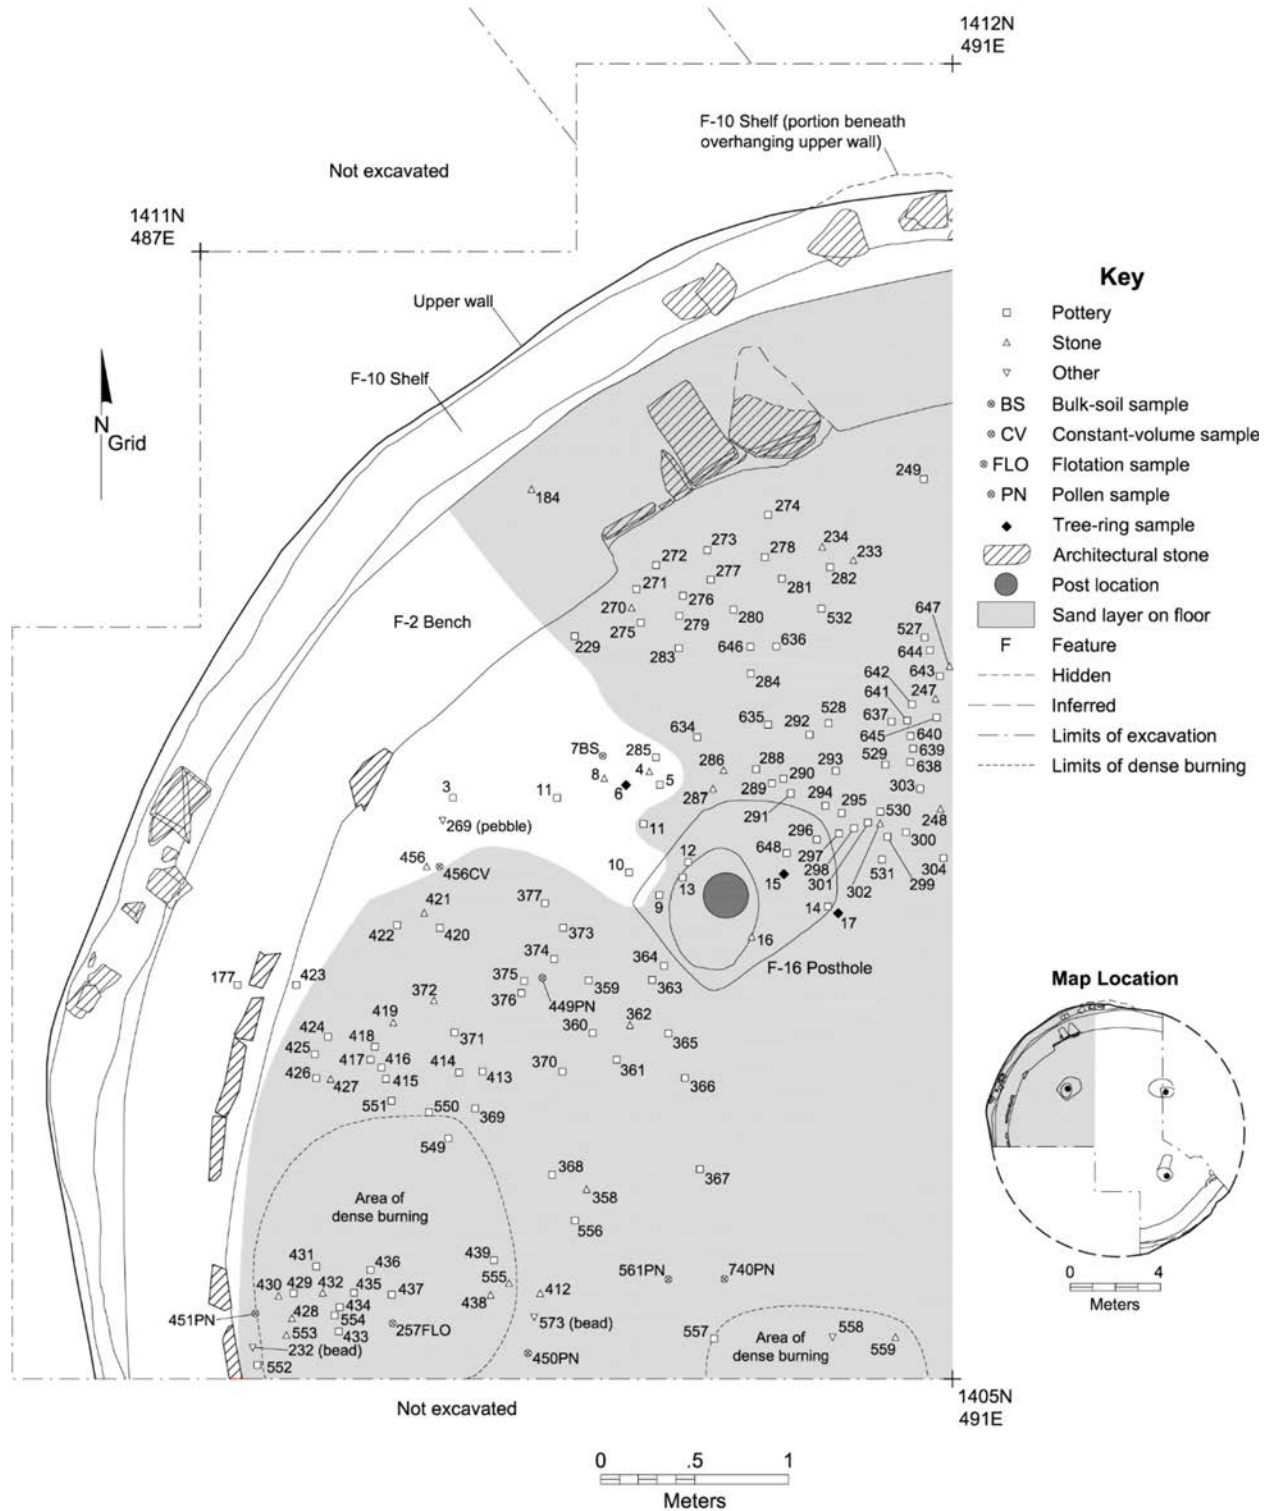 1412N
491E
F-10 Shelf (portion beneath
overhanging upper wall)
Not excavated
1411N
487E
Upper wall
F-10 Shelf
N
Grid
Key
Pottery
Stone
Other
BS Bulk-soil sample
CV Constant-volume sample
FLO Flotation sample
PN Pollen sample
Tree-ring sample
Architectural stone
Post location
Sand layer on floor
F Feature
Hidden
Inferred
Limits of excavation
Limits of dense burning
184
249
274
273
278
234
233
272
277
281
282
271
276
270
279
280
532
275
229
283
646
636
647
527
644
F-2 Bench
284
642
643
641
247
634
635
292
528
637
645
640
639
529
638
7BS
285
286
288
293
303
8
4
5
6
287
289
290
291
294
295
530
248
3
11
11
269 (pebble)
296
297
298
301
302
300
299
531
304
10
12
13
648
15
456
456CV
9
14
17
16
421
377
422
420
373
374
364
F-16 Posthole
177
423
375
376
449PN
359
363
372
419
424
418
371
360
362
365
425
417
416
414
413
370
361
366
426
427
415
551
550
369
549
368
358
367
556
Area of
dense burning
431
436
439
561PN
740PN
430
429
432
435
437
555
438
412
451PN
428
434
554
553
433
257FLO
573 (bead)
232 (bead)
552
450PN
557
Area of
dense burning
558
559
Not excavated
1405N
491E
0 .5 1
Meters
Map Location
0 4
Meters